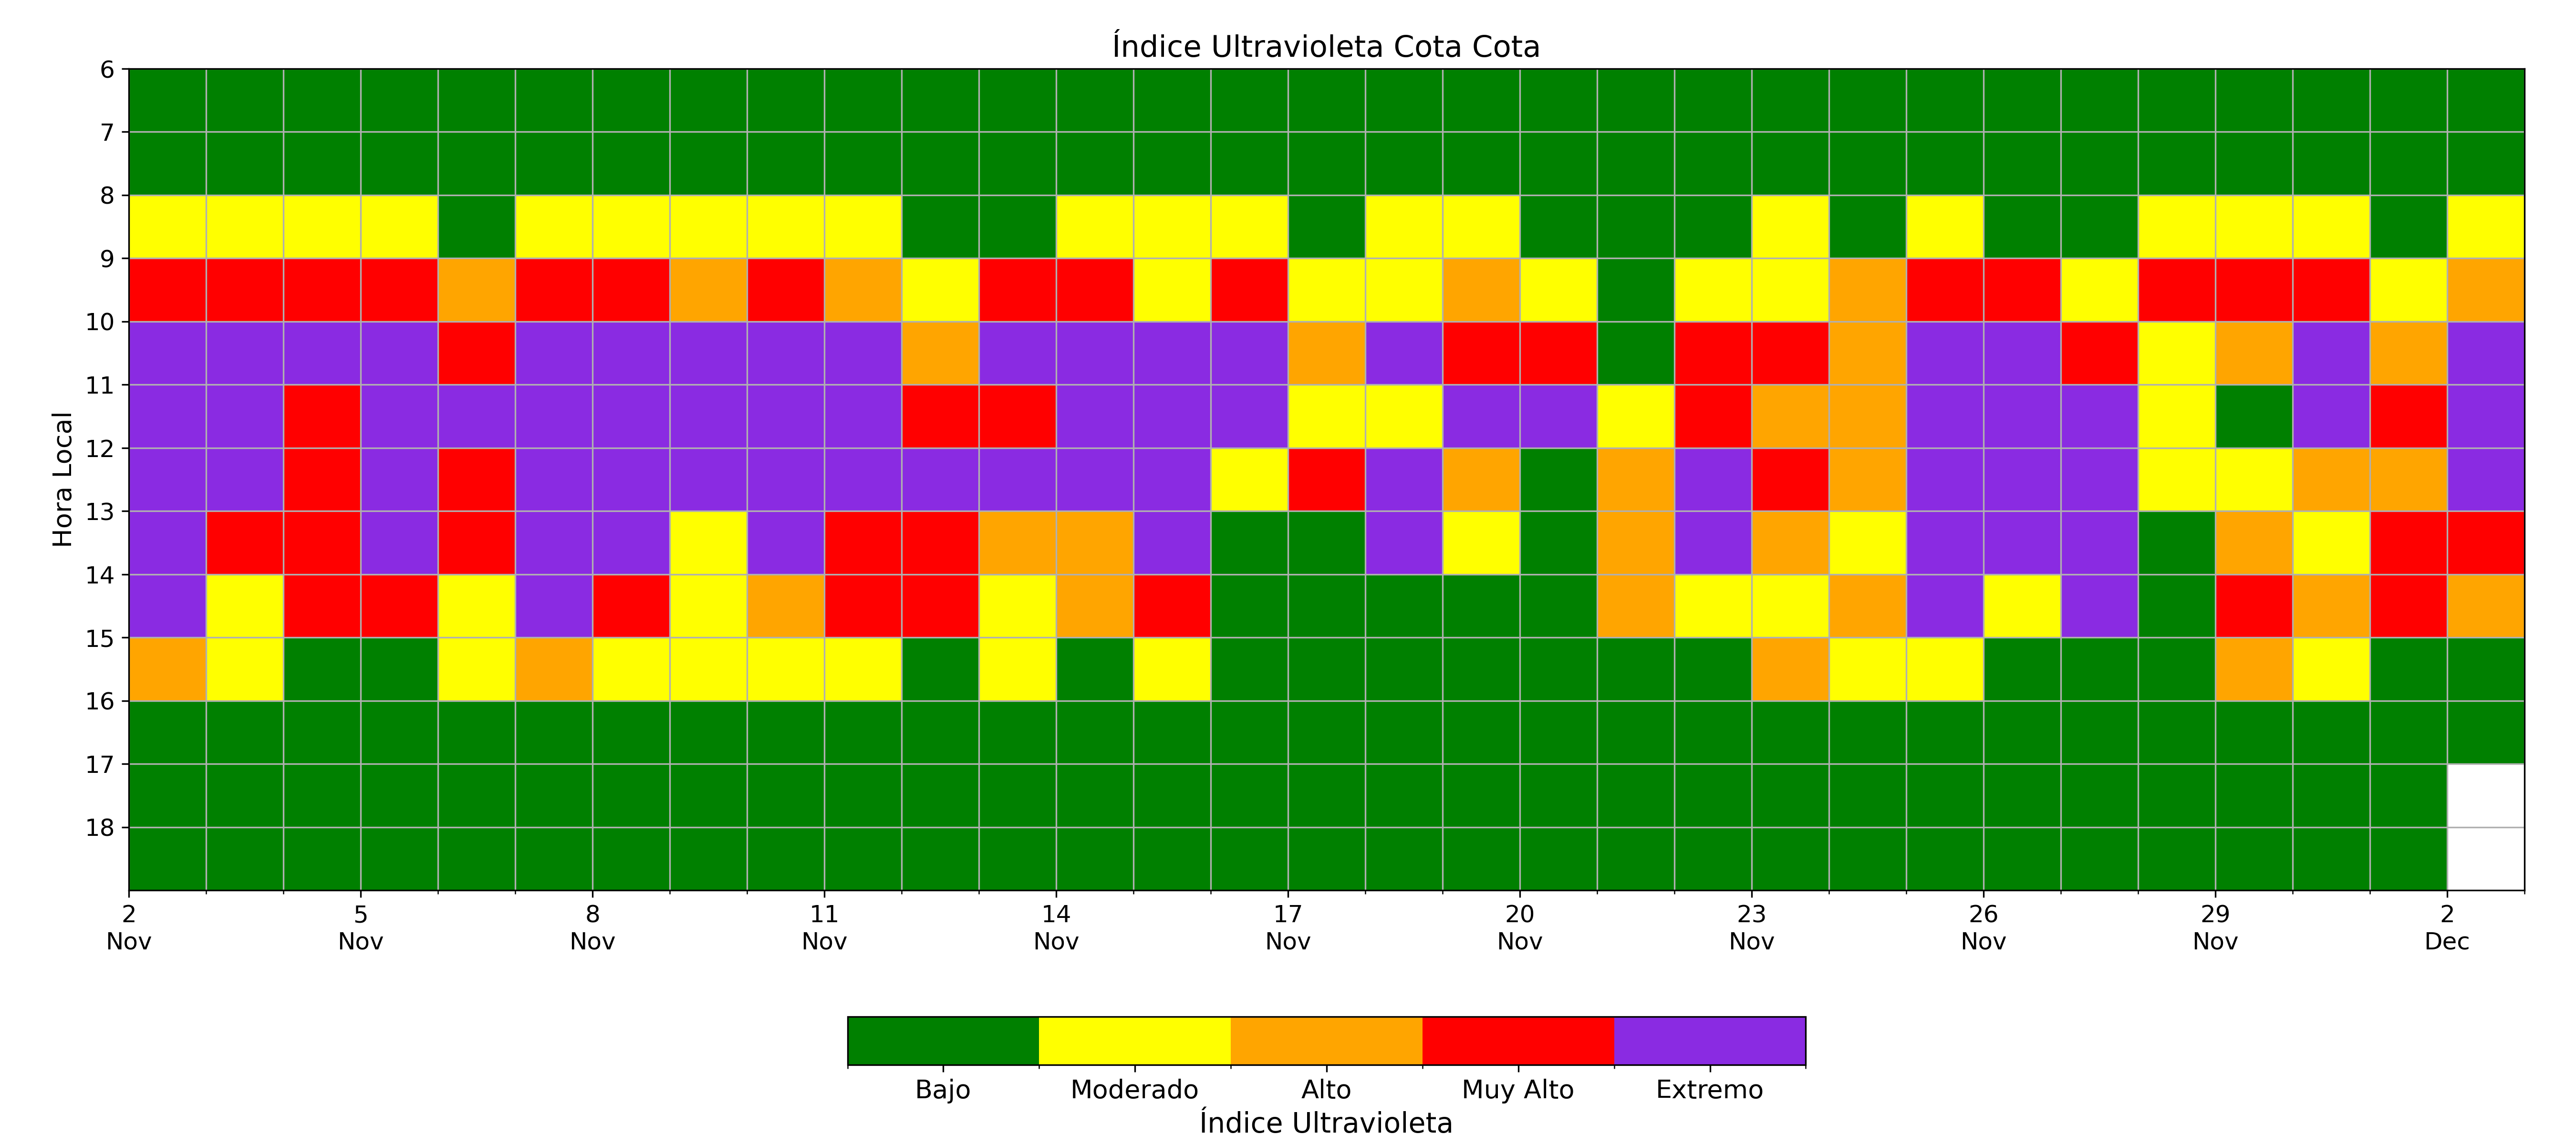 Índice Ultravioleta Cota Cota
6
7
8
9
10
11
12
13
14
15
16
17
18
Hora Local
2 5 8 11 14 17 20 23 26 29 2
Nov Nov Nov Nov Nov Nov Nov Nov Nov Nov Dec
Bajo Moderado Alto Muy Alto Extremo
Índice Ultravioleta